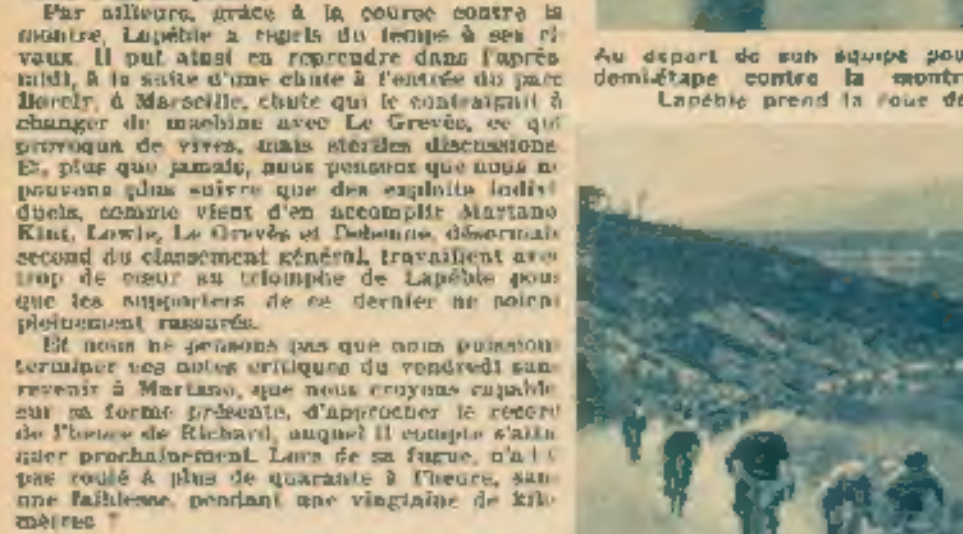 Par ailleurs, grâce à la course contre la
montre, Lapébie a repris du temps à ses ri-
vaux. Il put ainsi en reprendre dans l'après
midi, à la suite d'une chute à l'entrée du parc
Borély, à Marseille, chute qui le contraignit à
changer de machine avec Le Grevès, ce qui
provoqua de vives, mais stériles discussions.
Et, plus que jamais, nous pensons que nous ne
pouvons plus suivre que des exploits indivi
duels, comme vient d'en accomplir Martano
Kint, Lowie, Le Grevès et désormais
second du classement général, travaillent avec
trop de cœur au triomphe de Lapébie pour
que les supporters de ce dernier ne soient
pleinement rassurés.
Et nous ne pensons pas que nous puissions
terminer ces notes critiques du vendredi sans
revenir à Martano, que nous croyons capable
sur sa forme présente, d'approcher le record
de l'heure de Richard, auquel il compte s'atta
quer prochainement. Lors de sa fugue, n'a-t-i
pas roulé à plus de quarante à l'heure, sans
une faiblesse, pendant une vingtaine de kilo
mètres ?
Au départ de son équipe pou
demi-étape contre la montr
Lapébie prend la roue de